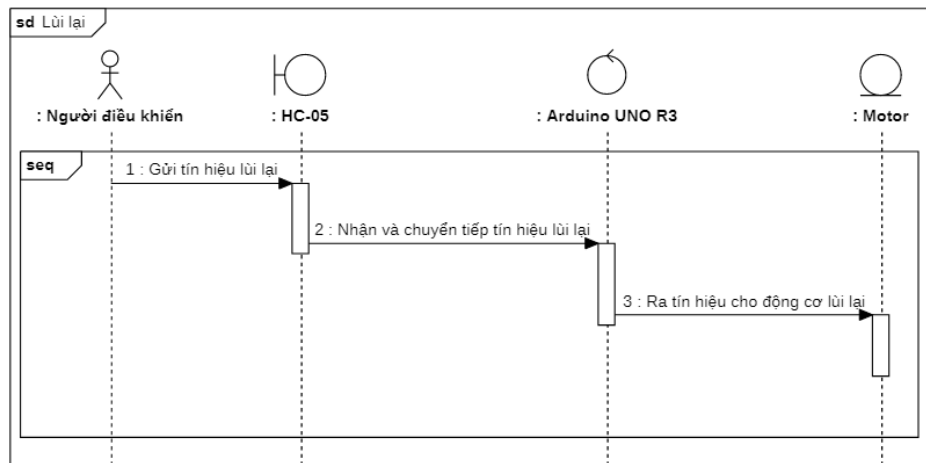 sd Lùi lại
: Người điều khiển
: HC-05
: Arduino UNO R3
: Motor
seq
1 : Gửi tín hiệu lùi lại
2 : Nhận và chuyển tiếp tín hiệu lùi lại
3 : Ra tín hiệu cho động cơ lùi lại